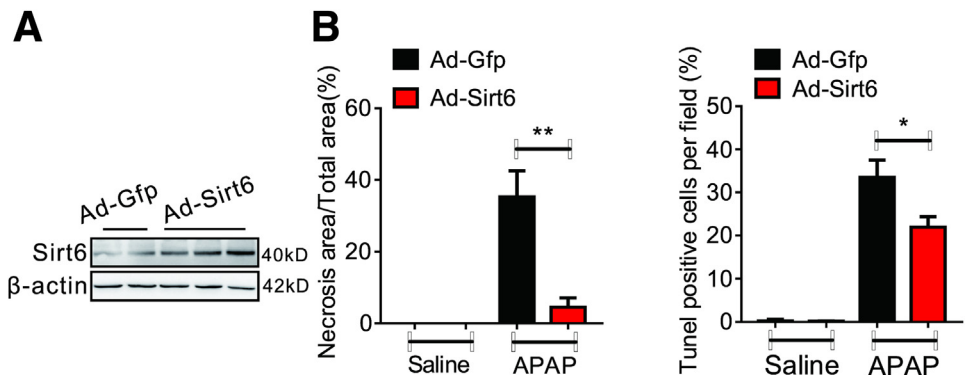 A
Ad-Gfp
Ad-Sirt6
Sirt6
40kD
β-actin
42kD
B
Ad-Gfp
Ad-Sirt6
Necrosis area/Total area(%)
60
40
20
0
**
Saline
APAP
Ad-Gfp
Ad-Sirt6
Tunel positive cells per field (%)
50
40
30
20
10
0
*
Saline
APAP